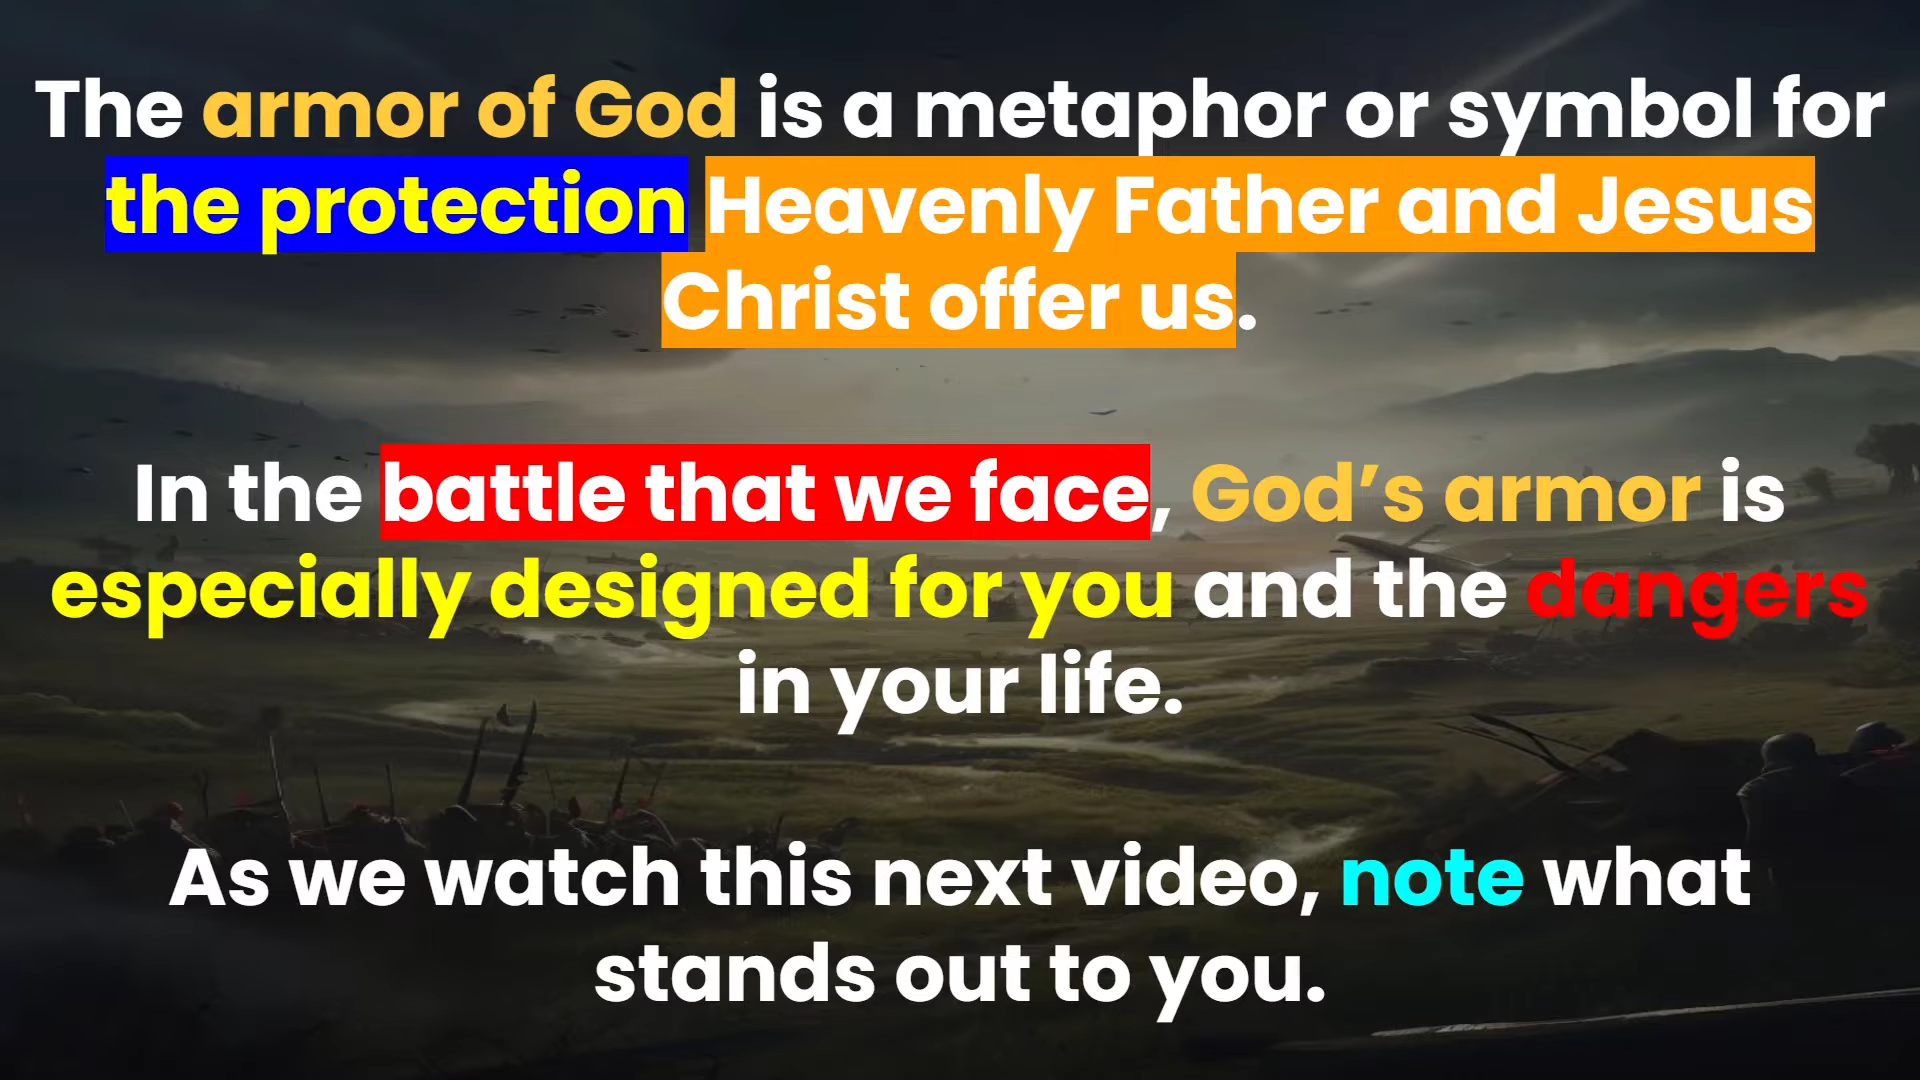 The armor of God is a metaphor or symbol for
the protection Heavenly Father and Jesus
Christ offer us.
In the battle that we face, God’s armor is
especially designed for you and the dangers
in your life.
As we watch this next video, note what
stands out to you.